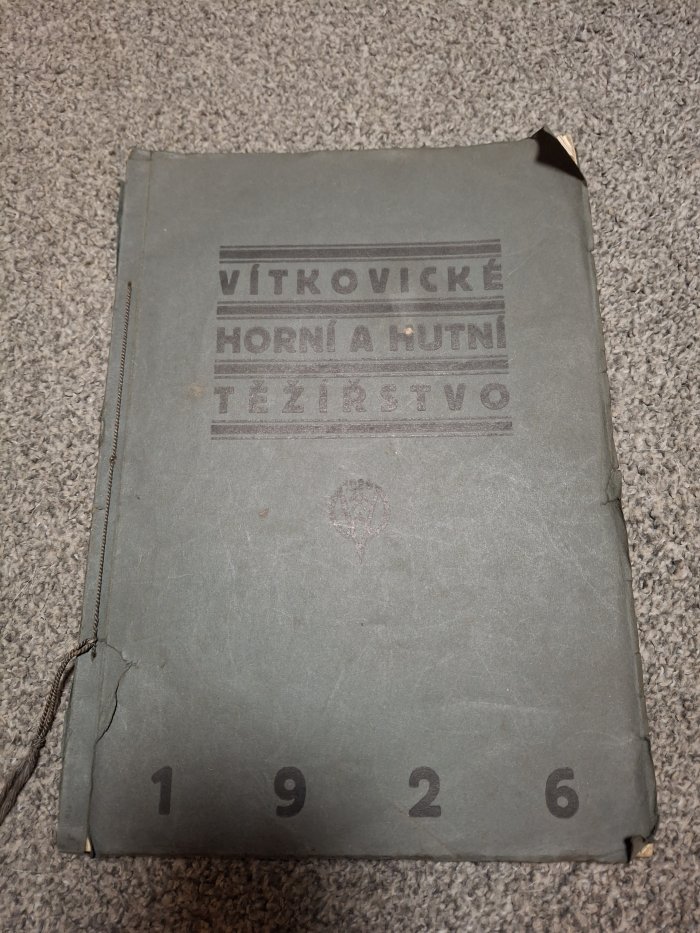 VÍTKOVICKÉ
HORNÍ A HUTNÍ
TĚŽÍŘSTVO
1926